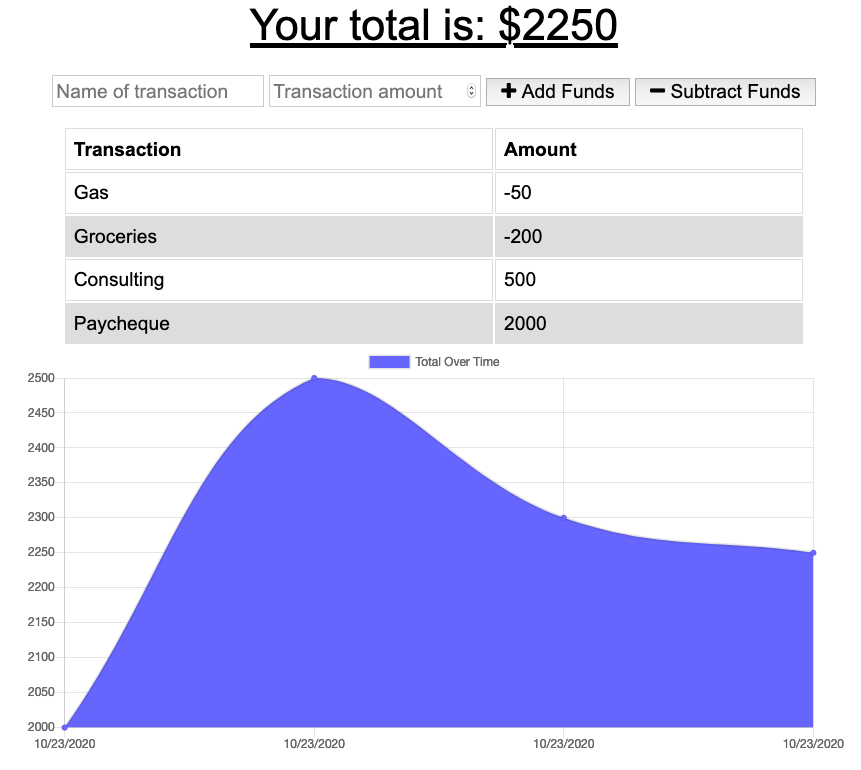 Your total is: $2250
Name of transaction Transaction amount + Add Funds − Subtract Funds
Transaction Amount
Gas -50
Groceries -200
Consulting 500
Paycheque 2000
Total Over Time
2500
2450
2400
2350
2300
2250
2200
2150
2100
2050
2000
10/23/2020 10/23/2020 10/23/2020 10/23/2020